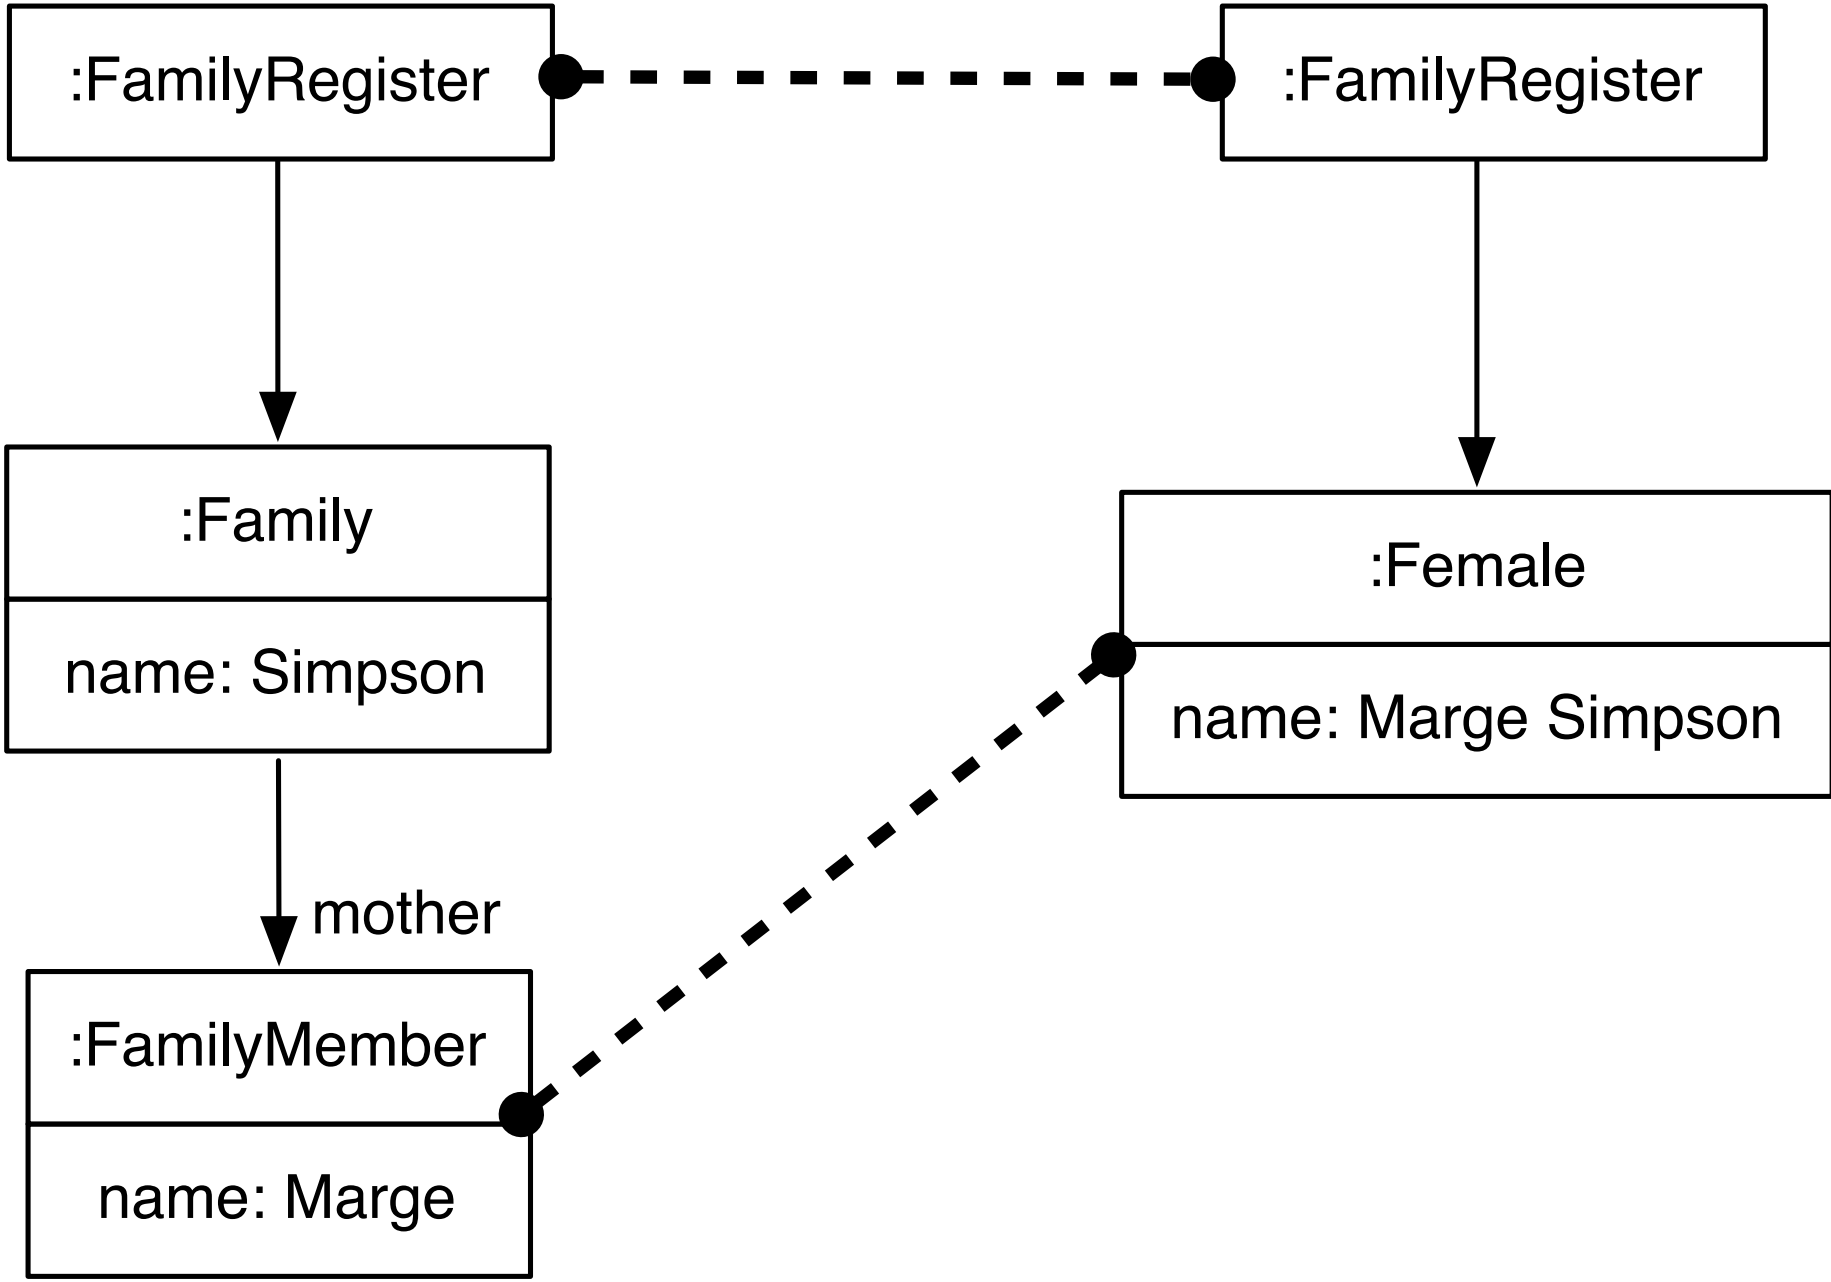 :FamilyRegister
:FamilyRegister
:Family
name: Simpson
:Female
name: Marge Simpson
mother
:FamilyMember
name: Marge